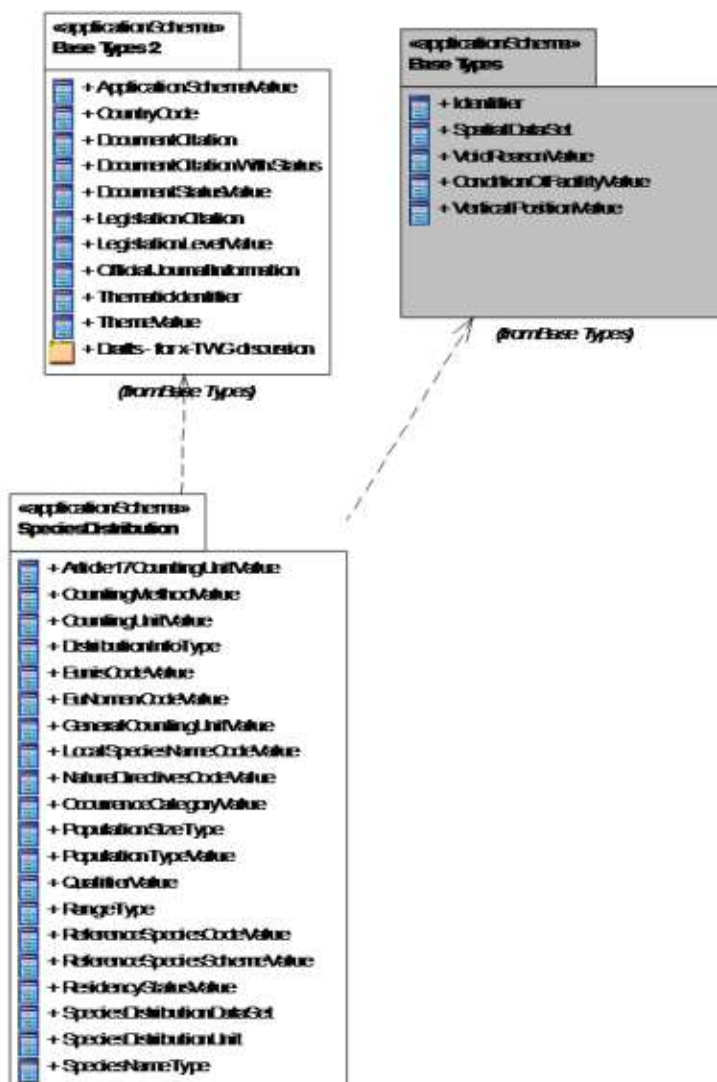 «applicationSchema»
Base Types 2
+ ApplicationSchemaValue
+ CountryCode
+ DocumentCitation
+ DocumentCitationWithStatus
+ DocumentStatusValue
+ LegislationCitation
+ LegislationLevelValue
+ OfficialJournalInformation
+ ThematicIdentifier
+ ThemeValue
+ Drafts - for x-TWG discussion
(from Base Types)
«applicationSchema»
Base Types
+ Identifier
+ SpatialDataSet
+ VoidReasonValue
+ ConditionOfFacilityValue
+ VerticalPositionValue
(from Base Types)
«applicationSchema»
SpeciesDistribution
+ Article17CountingUnitValue
+ CountingMethodValue
+ CountingUnitValue
+ DistributionInfoType
+ EunisCodeValue
+ EuNomenCodeValue
+ GeneralCountingUnitValue
+ LocalSpeciesNameCodeValue
+ NatureDirectivesCodeValue
+ OccurrenceCategoryValue
+ PopulationSizeType
+ PopulationTypeValue
+ QualifierValue
+ RangeType
+ ReferenceSpeciesCodeValue
+ ReferenceSpeciesSchemeValue
+ ResidencyStatusValue
+ SpeciesDistributionDataSet
+ SpeciesDistributionUnit
+ SpeciesNameType